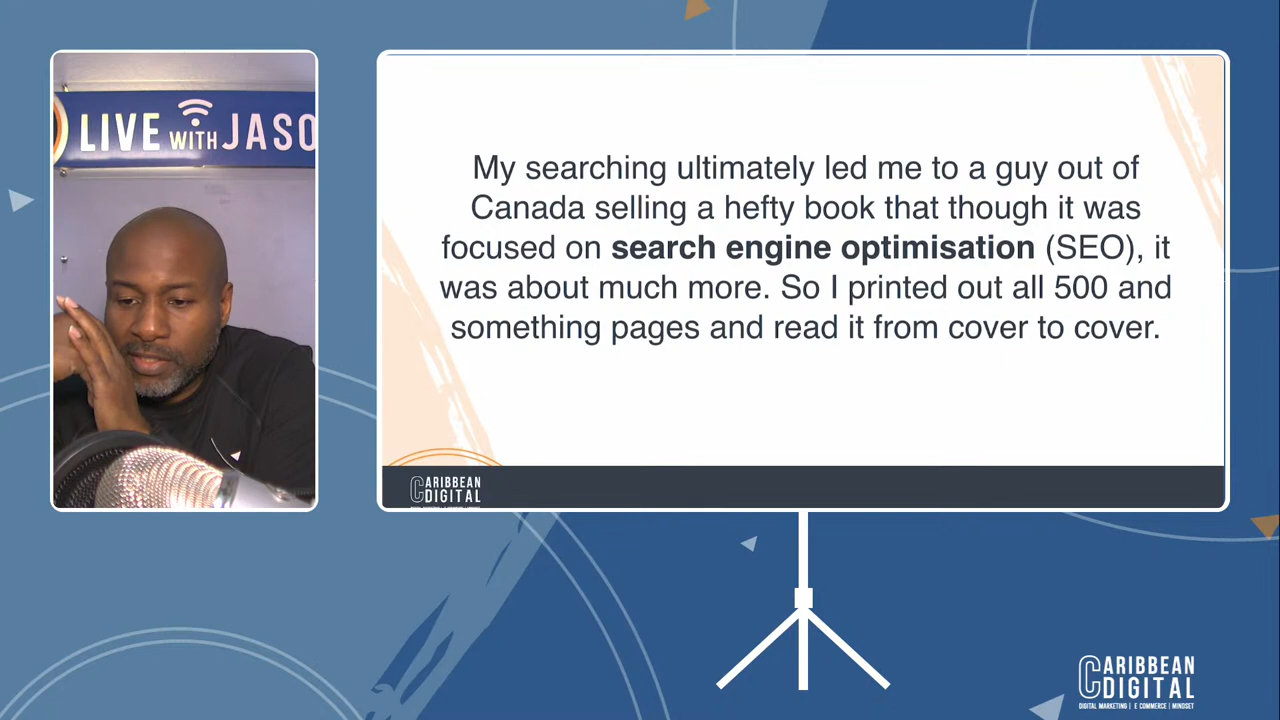 LIVE WITH JASO
My searching ultimately led me to a guy out of
Canada selling a hefty book that though it was
focused on search engine optimisation (SEO), it
was about much more. So I printed out all 500 and
something pages and read it from cover to cover.
CARIBBEAN
DIGITAL
CARIBBEAN
DIGITAL
DIGITAL MARKETING | E COMMERCE | MINDSET